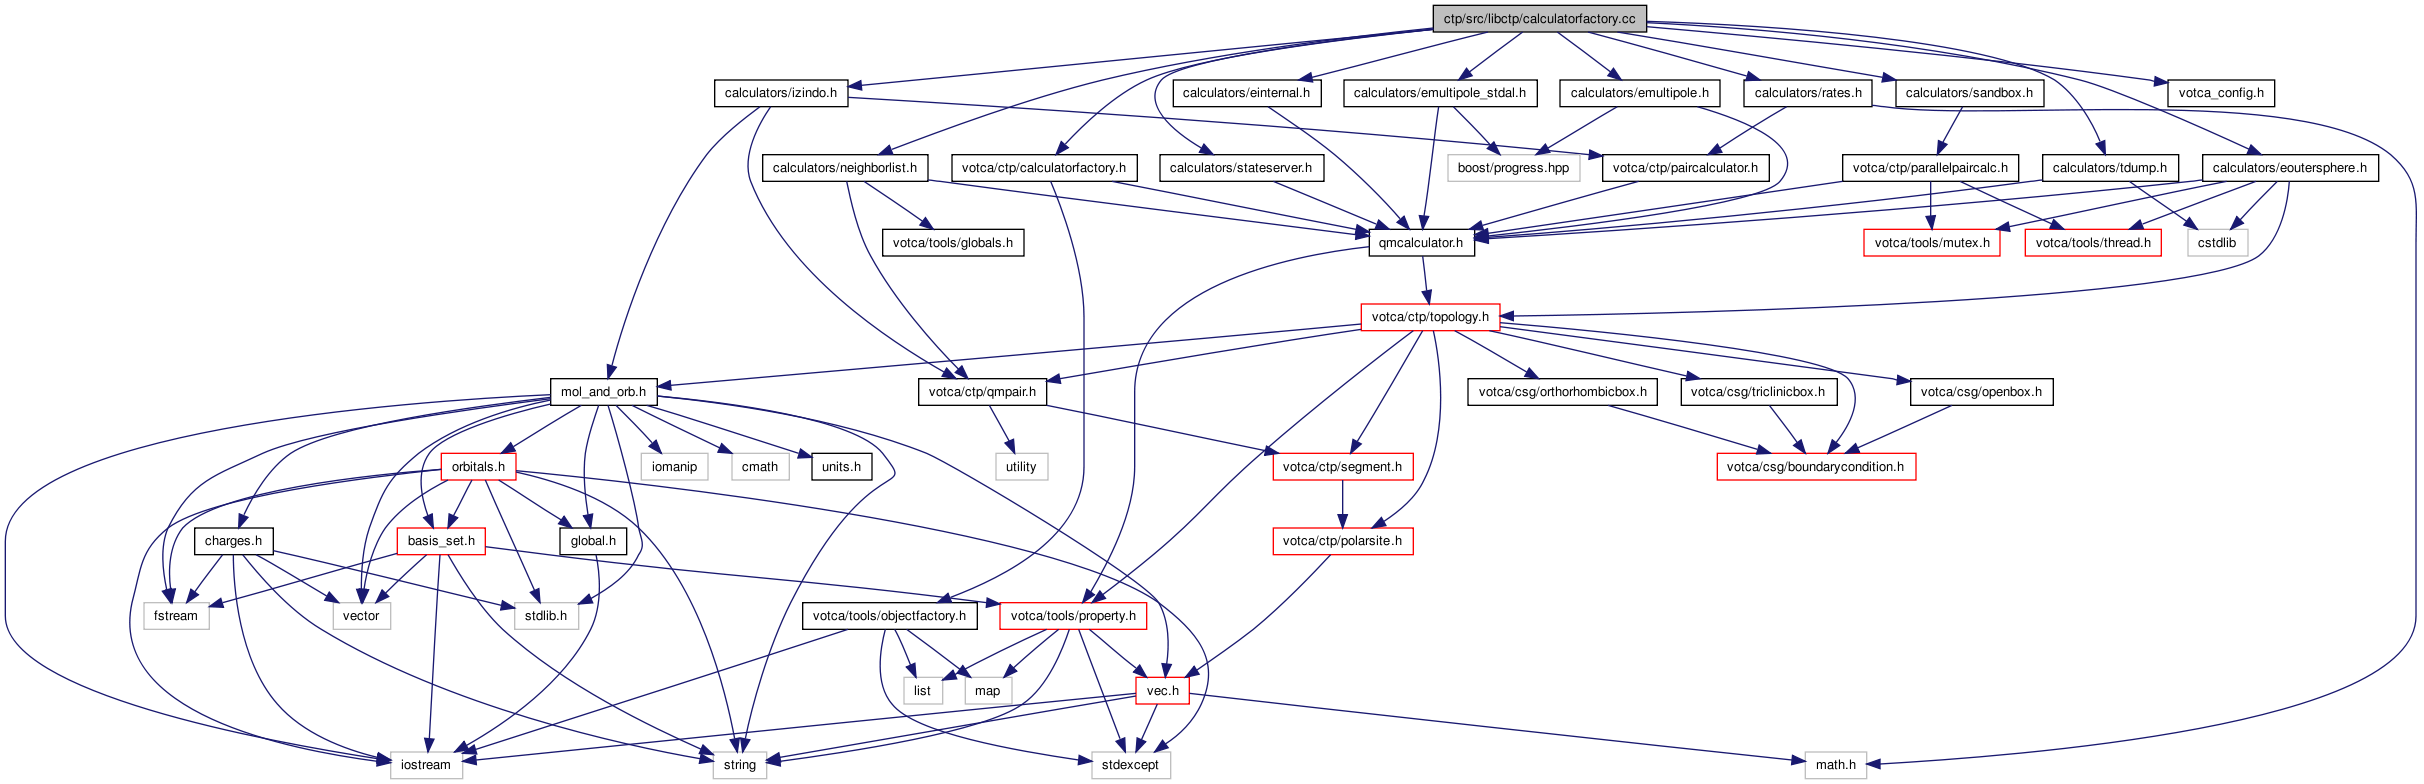 ctp/src/libctp/calculatorfactory.cc
calculators/izindo.h
calculators/einternal.h
calculators/emultipole_stdal.h
calculators/emultipole.h
calculators/rates.h
calculators/sandbox.h
votca_config.h
calculators/neighborlist.h
votca/ctp/calculatorfactory.h
calculators/stateserver.h
boost/progress.hpp
votca/ctp/paircalculator.h
votca/ctp/parallelpaircalc.h
calculators/tdump.h
calculators/eoutersphere.h
votca/tools/globals.h
qmcalculator.h
votca/tools/mutex.h
votca/tools/thread.h
cstdlib
votca/ctp/topology.h
mol_and_orb.h
votca/ctp/qmpair.h
votca/csg/orthorhombicbox.h
votca/csg/triclinicbox.h
votca/csg/openbox.h
orbitals.h
iomanip
cmath
units.h
utility
votca/ctp/segment.h
votca/csg/boundarycondition.h
charges.h
basis_set.h
global.h
votca/ctp/polarsite.h
fstream
vector
stdlib.h
votca/tools/objectfactory.h
votca/tools/property.h
list
map
vec.h
iostream
string
stdexcept
math.h